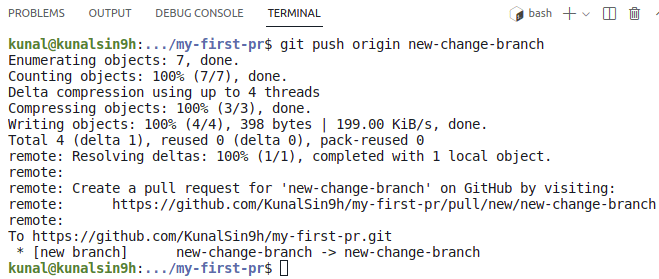 PROBLEMS OUTPUT DEBUG CONSOLE TERMINAL bash
kunal@kunalsin9h:.../my-first-pr$ git push origin new-change-branch
Enumerating objects: 7, done.
Counting objects: 100% (7/7), done.
Delta compression using up to 4 threads
Compressing objects: 100% (3/3), done.
Writing objects: 100% (4/4), 398 bytes | 199.00 KiB/s, done.
Total 4 (delta 1), reused 0 (delta 0), pack-reused 0
remote: Resolving deltas: 100% (1/1), completed with 1 local object.
remote:
remote: Create a pull request for 'new-change-branch' on GitHub by visiting:
remote:      https://github.com/KunalSin9h/my-first-pr/pull/new/new-change-branch
remote:
To https://github.com/KunalSin9h/my-first-pr.git
 * [new branch]      new-change-branch -> new-change-branch
kunal@kunalsin9h:.../my-first-pr$